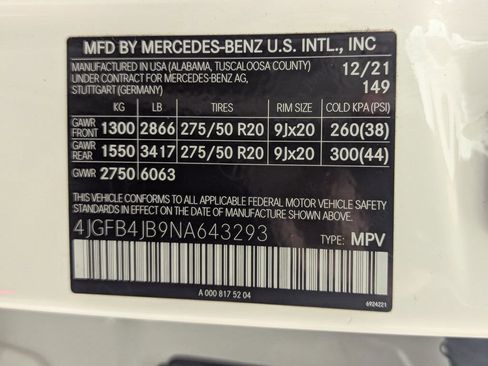 MFD BY MERCEDES-BENZ U.S. INTL., INC
MANUFACTURED IN USA (ALABAMA, TUSCALOOSA COUNTY) 12/21
UNDER CONTRACT FOR MERCEDES-BENZ AG, 149
STUTTGART (GERMANY)
KG LB TIRES RIM SIZE COLD KPA (PSI)
GAWR FRONT 1300 2866 275/50 R20 9Jx20 260(38)
GAWR REAR 1550 3417 275/50 R20 9Jx20 300(44)
GVWR 2750 6063
THIS VEHICLE CONFORMS TO ALL APPLICABLE FEDERAL MOTOR VEHICLE SAFETY
STANDARDS IN EFFECT ON THE DATE OF MANUFACTURE SHOWN ABOVE.
4JGFB4JB9NA643293 TYPE: MPV
A 000 817 52 04
6924221